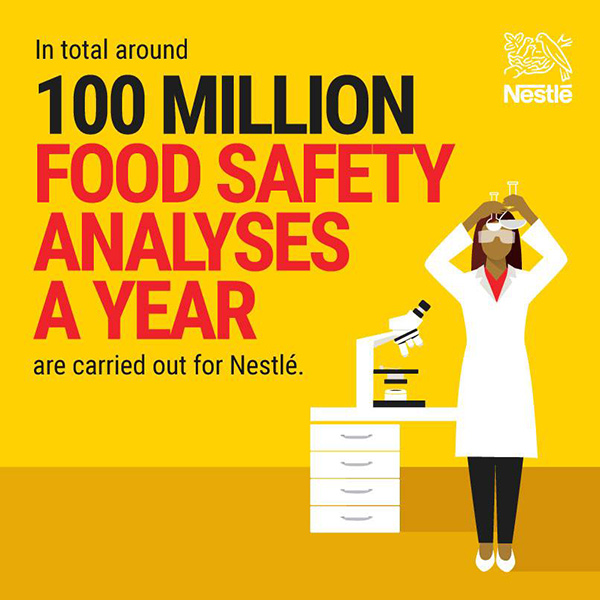 In total around
100 MILLION
FOOD SAFETY
ANALYSES
A YEAR
are carried out for Nestlé.
Nestlé